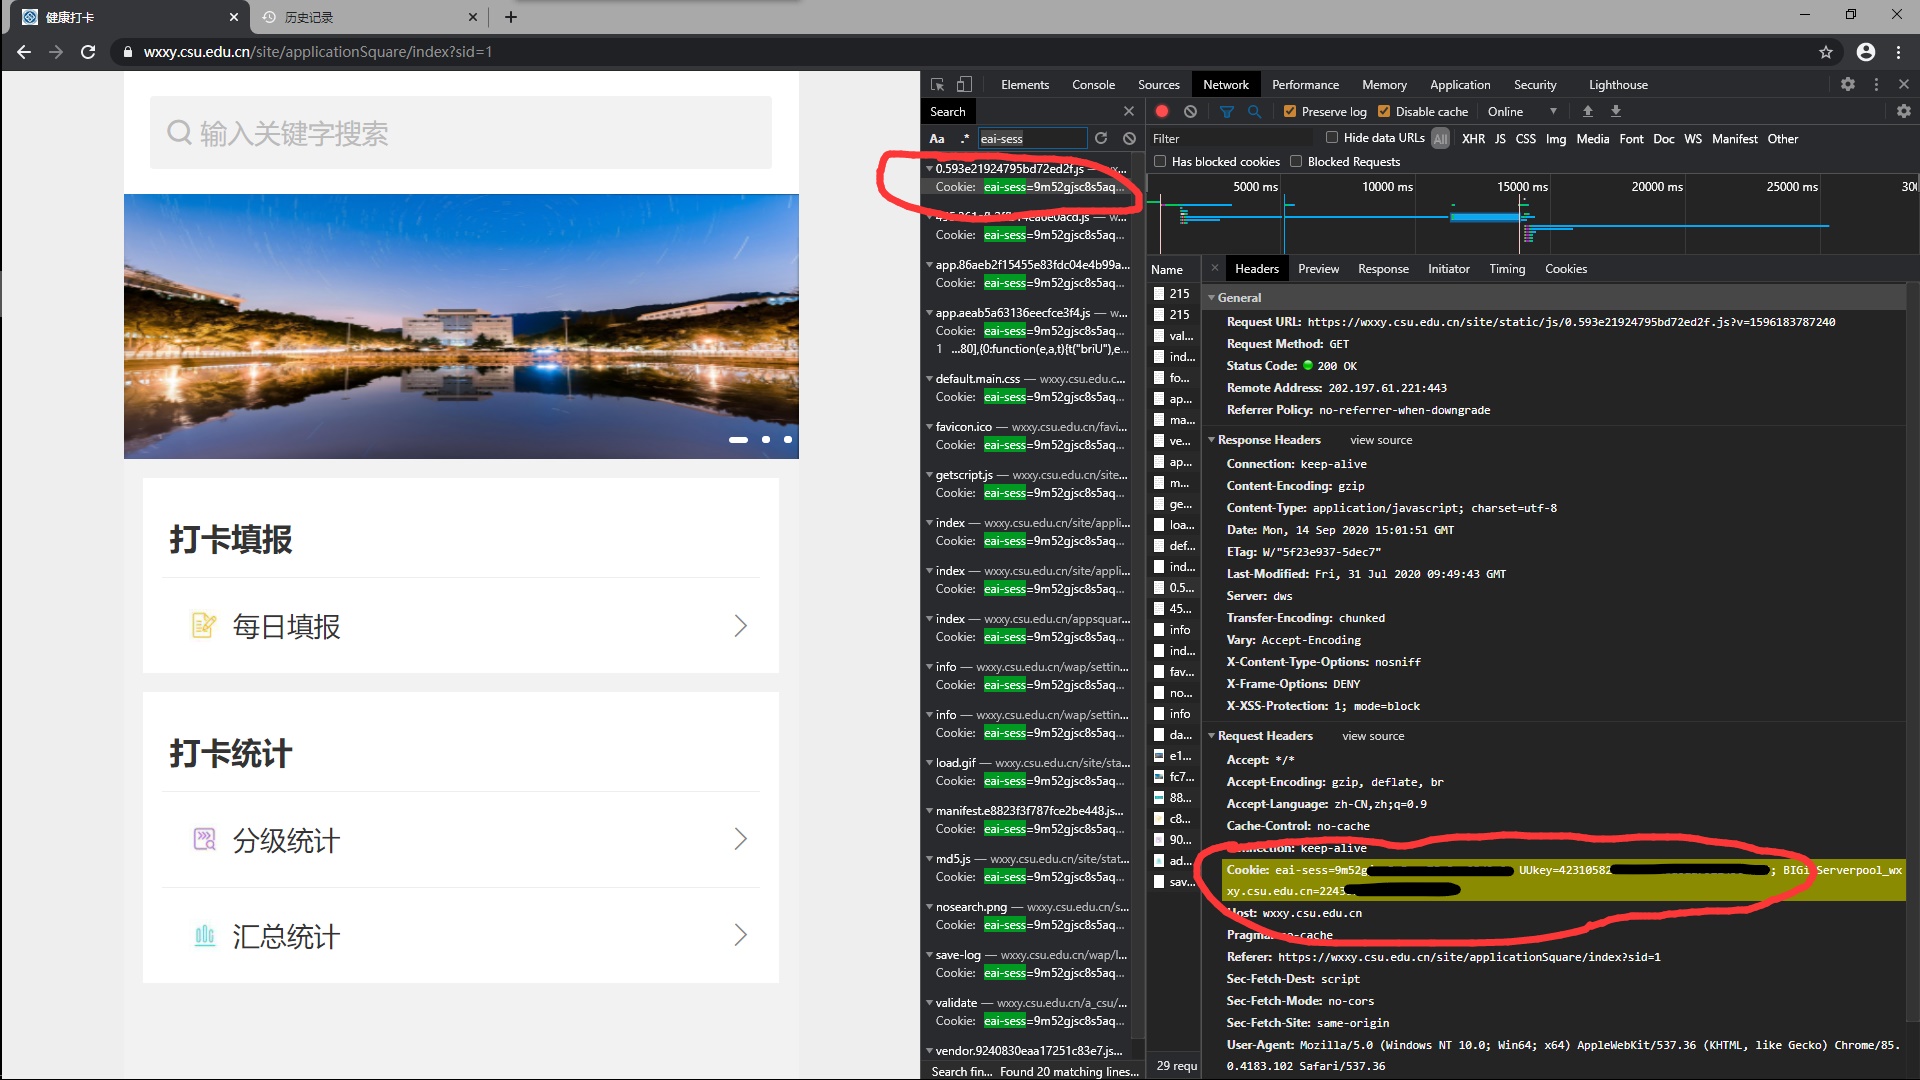 健康打卡
历史记录
wxxy.csu.edu.cn/site/applicationSquare/index?sid=1
输入关键字搜索
打卡填报
每日填报
打卡统计
分级统计
汇总统计
Elements Console Sources Network Performance Memory Application Security Lighthouse
Search
Aa .* eai-sess
0.593e21924795bd72ed2f.js —
Cookie: eai-sess=9m52gjsc8s5aq...
Cookie: eai-sess=9m52gjsc8s5aq...
app.86aeb2f15455e83fdc04e4b99a...
Cookie: eai-sess=9m52gjsc8s5aq...
app.aeab5a63136eecfce3f4.js — w...
Cookie: eai-sess=9m52gjsc8s5aq...
1 ...80],{0:function(e,a,t){t("briU"),e...
default.main.css — wxxy.csu.edu.c...
Cookie: eai-sess=9m52gjsc8s5aq...
favicon.ico — wxxy.csu.edu.cn/favi...
Cookie: eai-sess=9m52gjsc8s5aq...
getscript.js — wxxy.csu.edu.cn/site...
Cookie: eai-sess=9m52gjsc8s5aq...
index — wxxy.csu.edu.cn/site/appli...
Cookie: eai-sess=9m52gjsc8s5aq...
index — wxxy.csu.edu.cn/site/appli...
Cookie: eai-sess=9m52gjsc8s5aq...
index — wxxy.csu.edu.cn/appsquar...
Cookie: eai-sess=9m52gjsc8s5aq...
info — wxxy.csu.edu.cn/wap/settin...
Cookie: eai-sess=9m52gjsc8s5aq...
info — wxxy.csu.edu.cn/wap/settin...
Cookie: eai-sess=9m52gjsc8s5aq...
load.gif — wxxy.csu.edu.cn/site/sta...
Cookie: eai-sess=9m52gjsc8s5aq...
manifest.e8823f3f787fce2be448.js...
Cookie: eai-sess=9m52gjsc8s5aq...
md5.js — wxxy.csu.edu.cn/site/stat...
Cookie: eai-sess=9m52gjsc8s5aq...
nosearch.png — wxxy.csu.edu.cn/s...
Cookie: eai-sess=9m52gjsc8s5aq...
save-log — wxxy.csu.edu.cn/wap/l...
Cookie: eai-sess=9m52gjsc8s5aq...
validate — wxxy.csu.edu.cn/a_csu/...
Cookie: eai-sess=9m52gjsc8s5aq...
vendor.9240830eaa17251c83e7.js...
Search fin... Found 20 matching lines...
Preserve log Disable cache Online
Filter Hide data URLs All XHR JS CSS Img Media Font Doc WS Manifest Other
Has blocked cookies Blocked Requests
5000 ms 10000 ms 15000 ms 20000 ms 25000 ms
Name
215
215
val...
ind...
fo...
ap...
ma...
ve...
ap...
m...
ge...
loa...
def...
ind...
0.5...
45...
info
ind...
fav...
no...
info
da...
e1...
fc7...
88...
c8...
90...
ad...
sav...
29 requ
Headers Preview Response Initiator Timing Cookies
General
Request URL: https://wxxy.csu.edu.cn/site/static/js/0.593e21924795bd72ed2f.js?v=1596183787240
Request Method: GET
Status Code: 200 OK
Remote Address: 202.197.61.221:443
Referrer Policy: no-referrer-when-downgrade
Response Headers view source
Connection: keep-alive
Content-Encoding: gzip
Content-Type: application/javascript; charset=utf-8
Date: Mon, 14 Sep 2020 15:01:51 GMT
ETag: W/"5f23e937-5dec7"
Last-Modified: Fri, 31 Jul 2020 09:49:43 GMT
Server: dws
Transfer-Encoding: chunked
Vary: Accept-Encoding
X-Content-Type-Options: nosniff
X-Frame-Options: DENY
X-XSS-Protection: 1; mode=block
Request Headers view source
Accept: */*
Accept-Encoding: gzip, deflate, br
Accept-Language: zh-CN,zh;q=0.9
Cache-Control: no-cache
Connection: keep-alive
Cookie: eai-sess=9m52g UUkey=42310582 ; BIGiServerpool_wx
xy.csu.edu.cn=2243
Host: wxxy.csu.edu.cn
Pragma: no-cache
Referer: https://wxxy.csu.edu.cn/site/applicationSquare/index?sid=1
Sec-Fetch-Dest: script
Sec-Fetch-Mode: no-cors
Sec-Fetch-Site: same-origin
User-Agent: Mozilla/5.0 (Windows NT 10.0; Win64; x64) AppleWebKit/537.36 (KHTML, like Gecko) Chrome/85.
0.4183.102 Safari/537.36